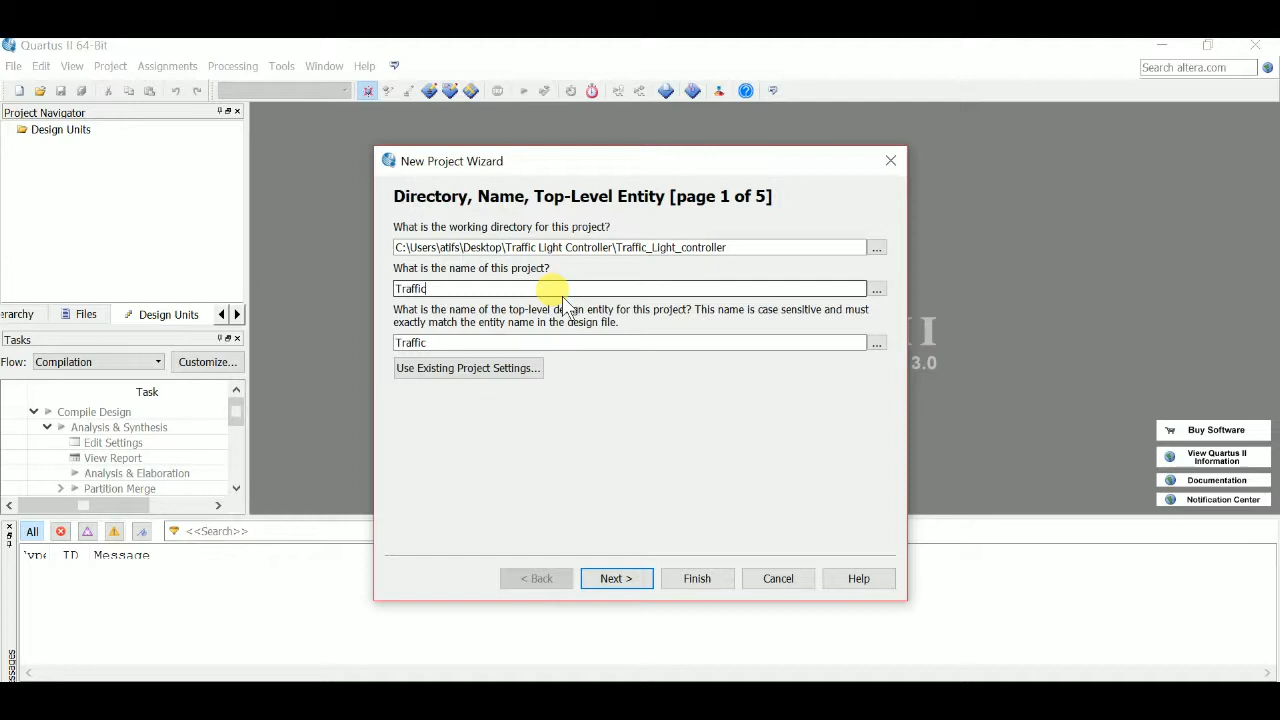 Quartus II 64-Bit
File Edit View Project Assignments Processing Tools Window Help
Search altera.com
Project Navigator
Design Units
erarchy Files Design Units
Tasks
Flow: Compilation Customize...
Task
Compile Design
Analysis & Synthesis
Edit Settings
View Report
Analysis & Elaboration
Partition Merge
New Project Wizard
Directory, Name, Top-Level Entity [page 1 of 5]
What is the working directory for this project?
C:\Users\atifs\Desktop\Traffic Light Controller\Traffic_Light_controller
...
What is the name of this project?
Traffic
...
What is the name of the top-level design entity for this project? This name is case sensitive and must
exactly match the entity name in the design file.
Traffic
...
Use Existing Project Settings...
< Back Next > Finish Cancel Help
II
3.0
Buy Software
View Quartus II
Information
Documentation
Notification Center
All <<Search>>
ID Message
ssages